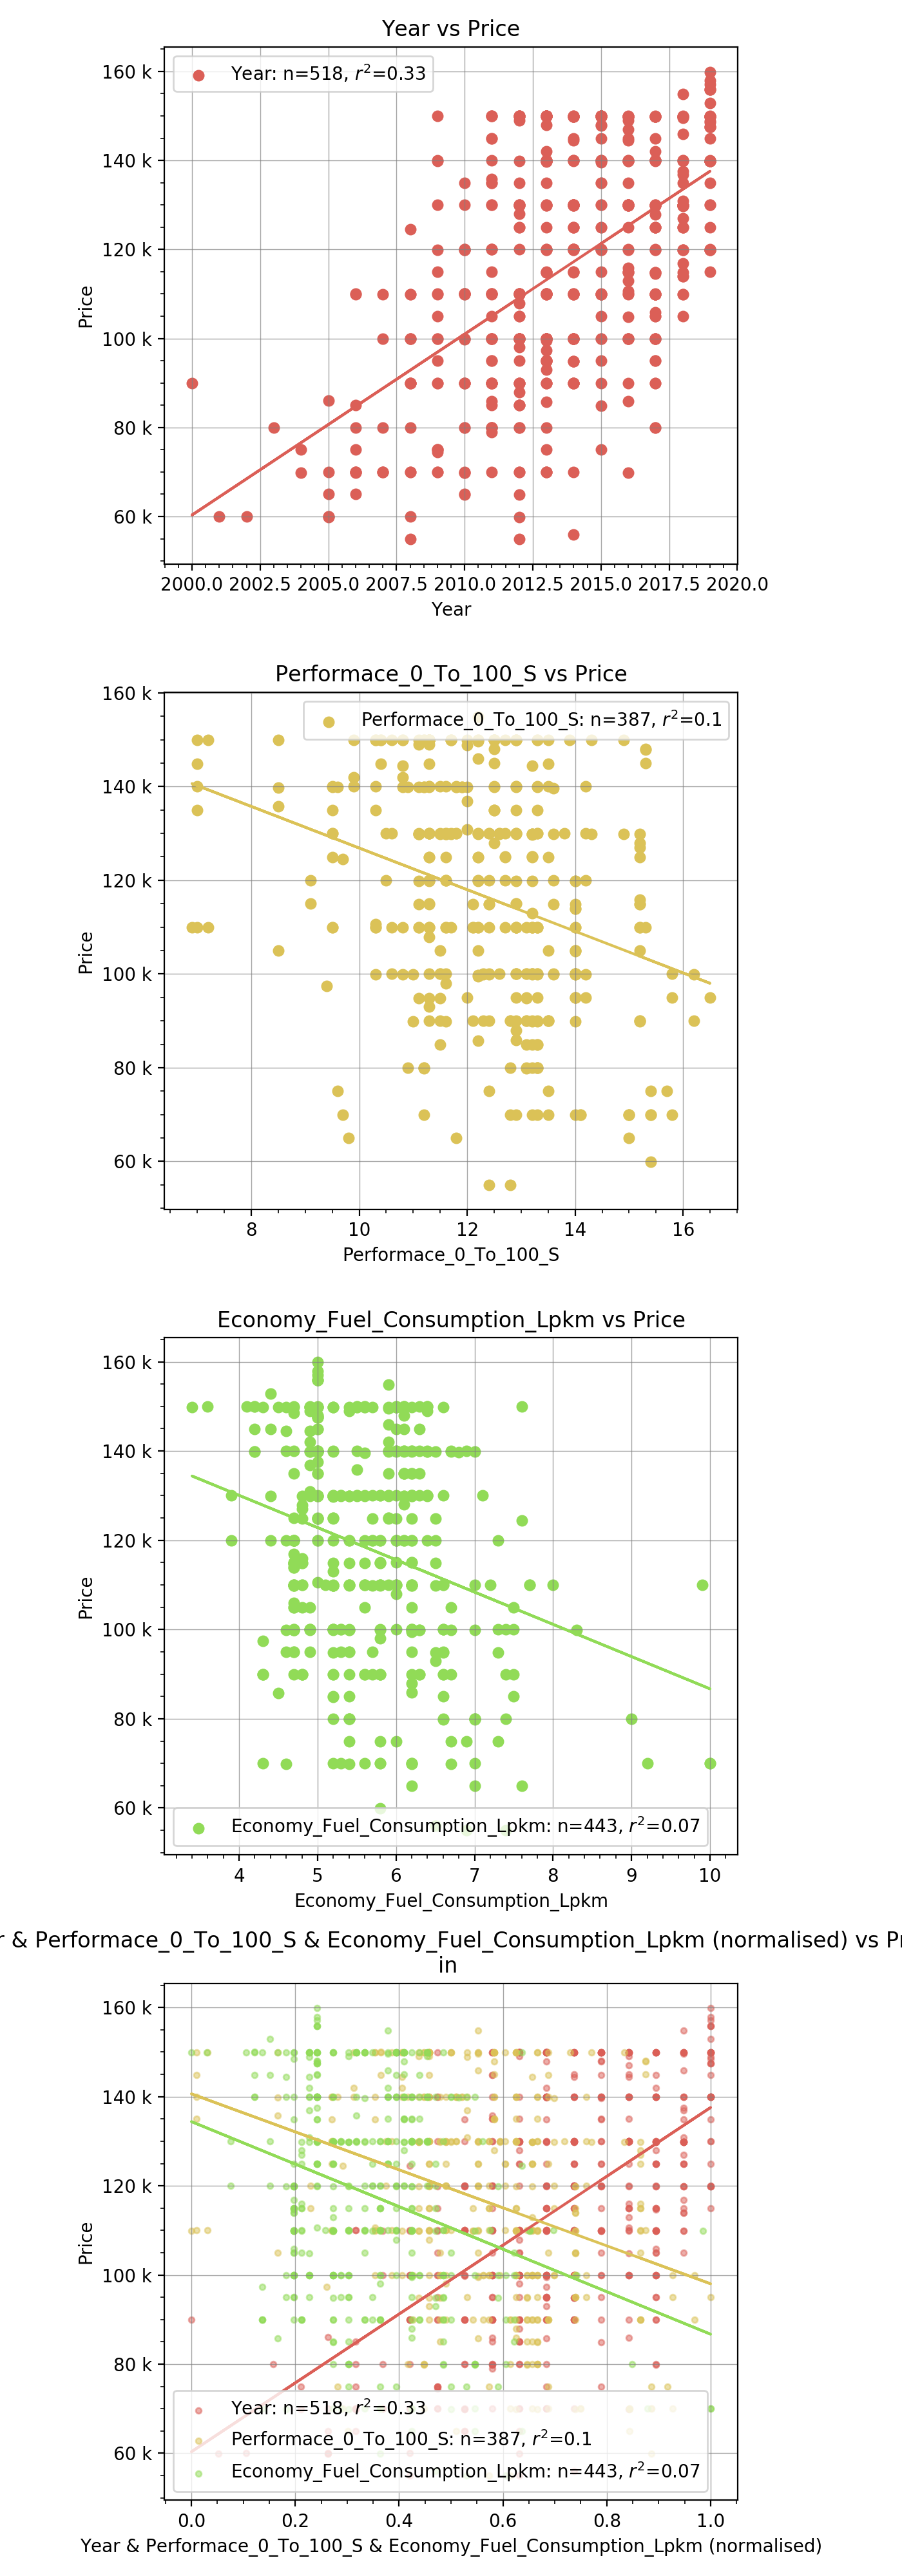 Year vs Price
Year: n=518, r²=0.33
160 k
140 k
120 k
100 k
80 k
60 k
Price
2000.0 2002.5 2005.0 2007.5 2010.0 2012.5 2015.0 2017.5 2020.0
Year
Performace_0_To_100_S vs Price
Performace_0_To_100_S: n=387, r²=0.1
160 k
140 k
120 k
100 k
80 k
60 k
Price
8 10 12 14 16
Performace_0_To_100_S
Economy_Fuel_Consumption_Lpkm vs Price
160 k
140 k
120 k
100 k
80 k
60 k
Price
Economy_Fuel_Consumption_Lpkm: n=443, r²=0.07
4 5 6 7 8 9 10
Economy_Fuel_Consumption_Lpkm
r & Performace_0_To_100_S & Economy_Fuel_Consumption_Lpkm (normalised) vs Pr
in
160 k
140 k
120 k
100 k
80 k
60 k
Price
Year: n=518, r²=0.33
Performace_0_To_100_S: n=387, r²=0.1
Economy_Fuel_Consumption_Lpkm: n=443, r²=0.07
0.0 0.2 0.4 0.6 0.8 1.0
Year & Performace_0_To_100_S & Economy_Fuel_Consumption_Lpkm (normalised)